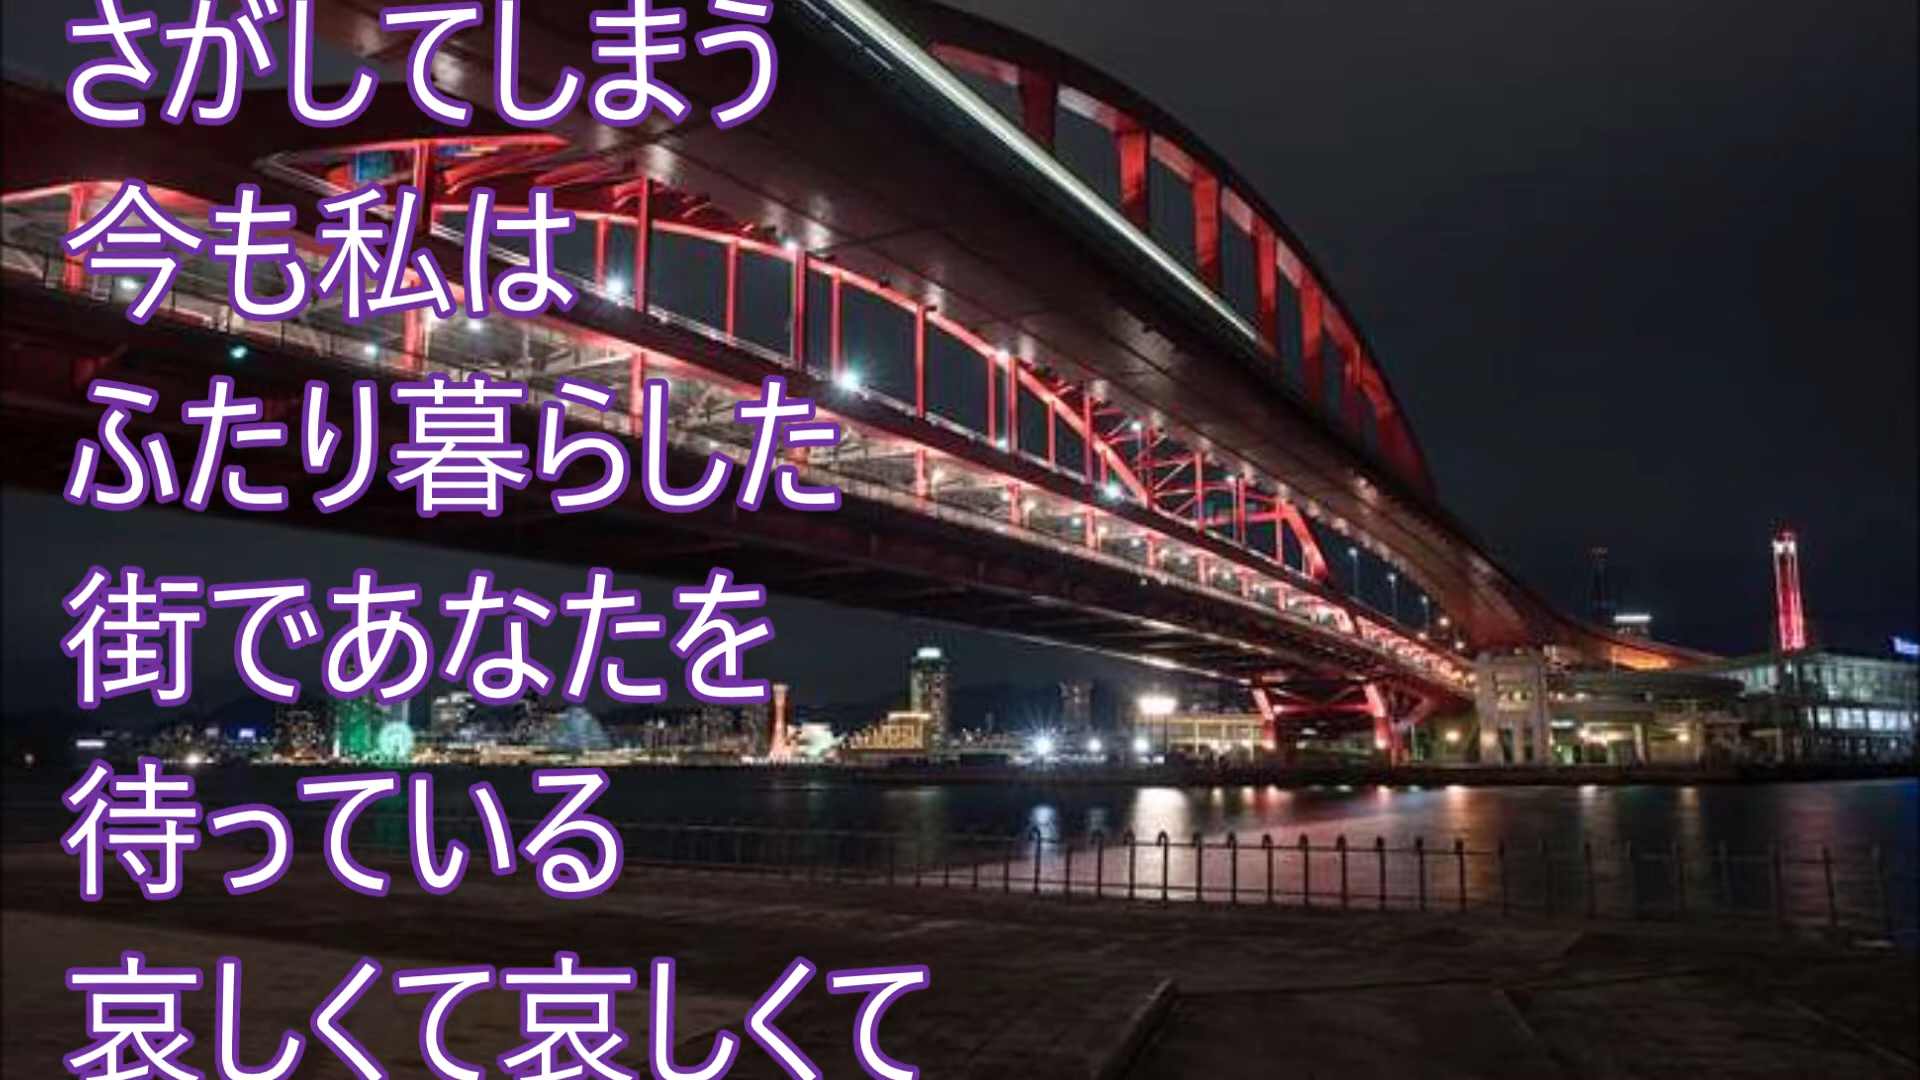 さがしてしまう
今も私は
ふたり暮らした
街であなたを
待っている
哀しくて哀しくて